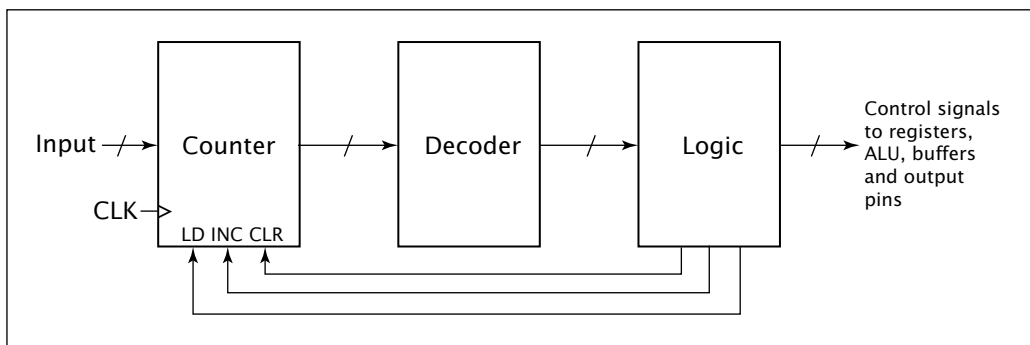 Input
Counter
Decoder
Logic
Control signals
to registers,
ALU, buffers
and output
pins
CLK
LD INC CLR